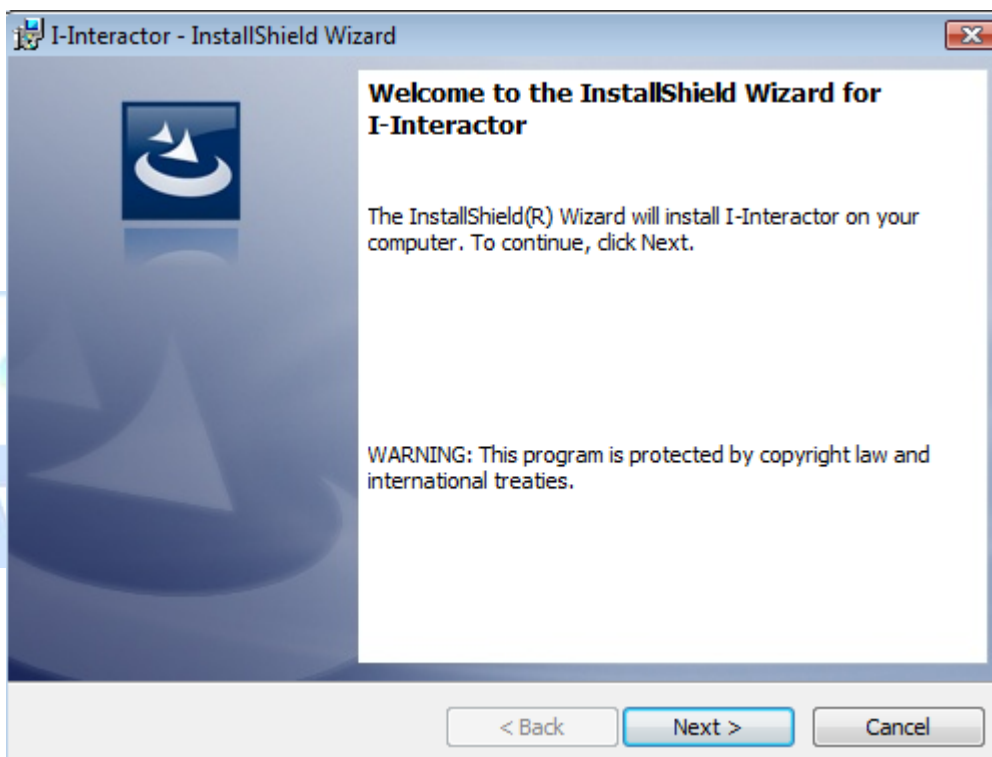 I-Interactor - InstallShield Wizard
Welcome to the InstallShield Wizard for
I-Interactor
The InstallShield(R) Wizard will install I-Interactor on your
computer. To continue, click Next.
WARNING: This program is protected by copyright law and
international treaties.
< Back Next > Cancel